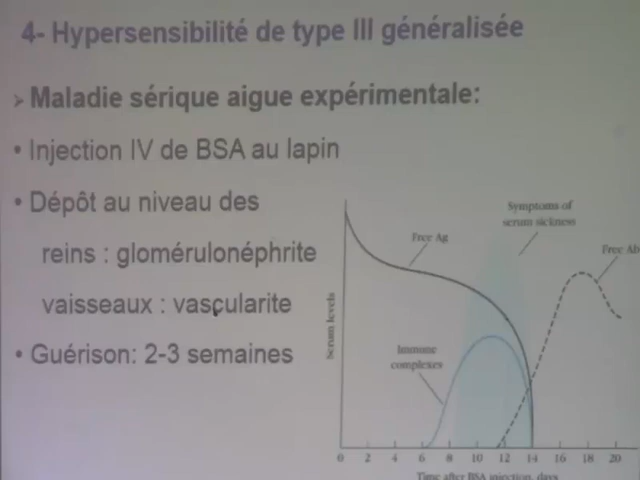 4- Hypersensibilité de type III généralisée
➢ Maladie sérique aigue expérimentale:
• Injection IV de BSA au lapin
• Dépôt au niveau des
reins : glomérulonéphrite
vaisseaux : vascularite
• Guérison: 2-3 semaines
Symptoms of
serum sickness
Free Ag
Free Ab
Immune
complexes
Serum levels
0 2 4 6 8 10 12 14 16 18 20
Time after BSA injection, days